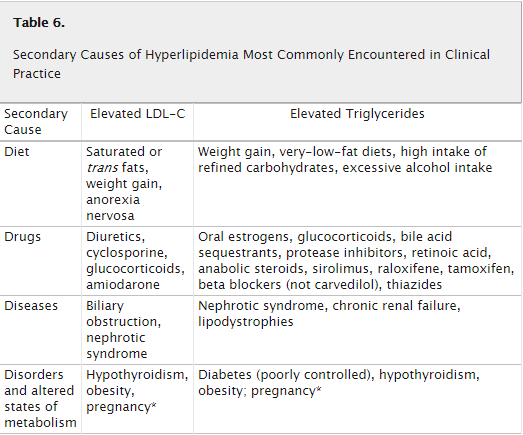 Table 6.
Secondary Causes of Hyperlipidemia Most Commonly Encountered in Clinical
Practice
Secondary
Cause
Elevated LDL-C
Elevated Triglycerides
Diet
Saturated or
trans fats,
weight gain,
anorexia
nervosa
Weight gain, very-low-fat diets, high intake of
refined carbohydrates, excessive alcohol intake
Drugs
Diuretics,
cyclosporine,
glucocorticoids,
amiodarone
Oral estrogens, glucocorticoids, bile acid
sequestrants, protease inhibitors, retinoic acid,
anabolic steroids, sirolimus, raloxifene, tamoxifen,
beta blockers (not carvedilol), thiazides
Diseases
Biliary
obstruction,
nephrotic
syndrome
Nephrotic syndrome, chronic renal failure,
lipodystrophies
Disorders
and altered
states of
metabolism
Hypothyroidism,
obesity,
pregnancy*
Diabetes (poorly controlled), hypothyroidism,
obesity; pregnancy*